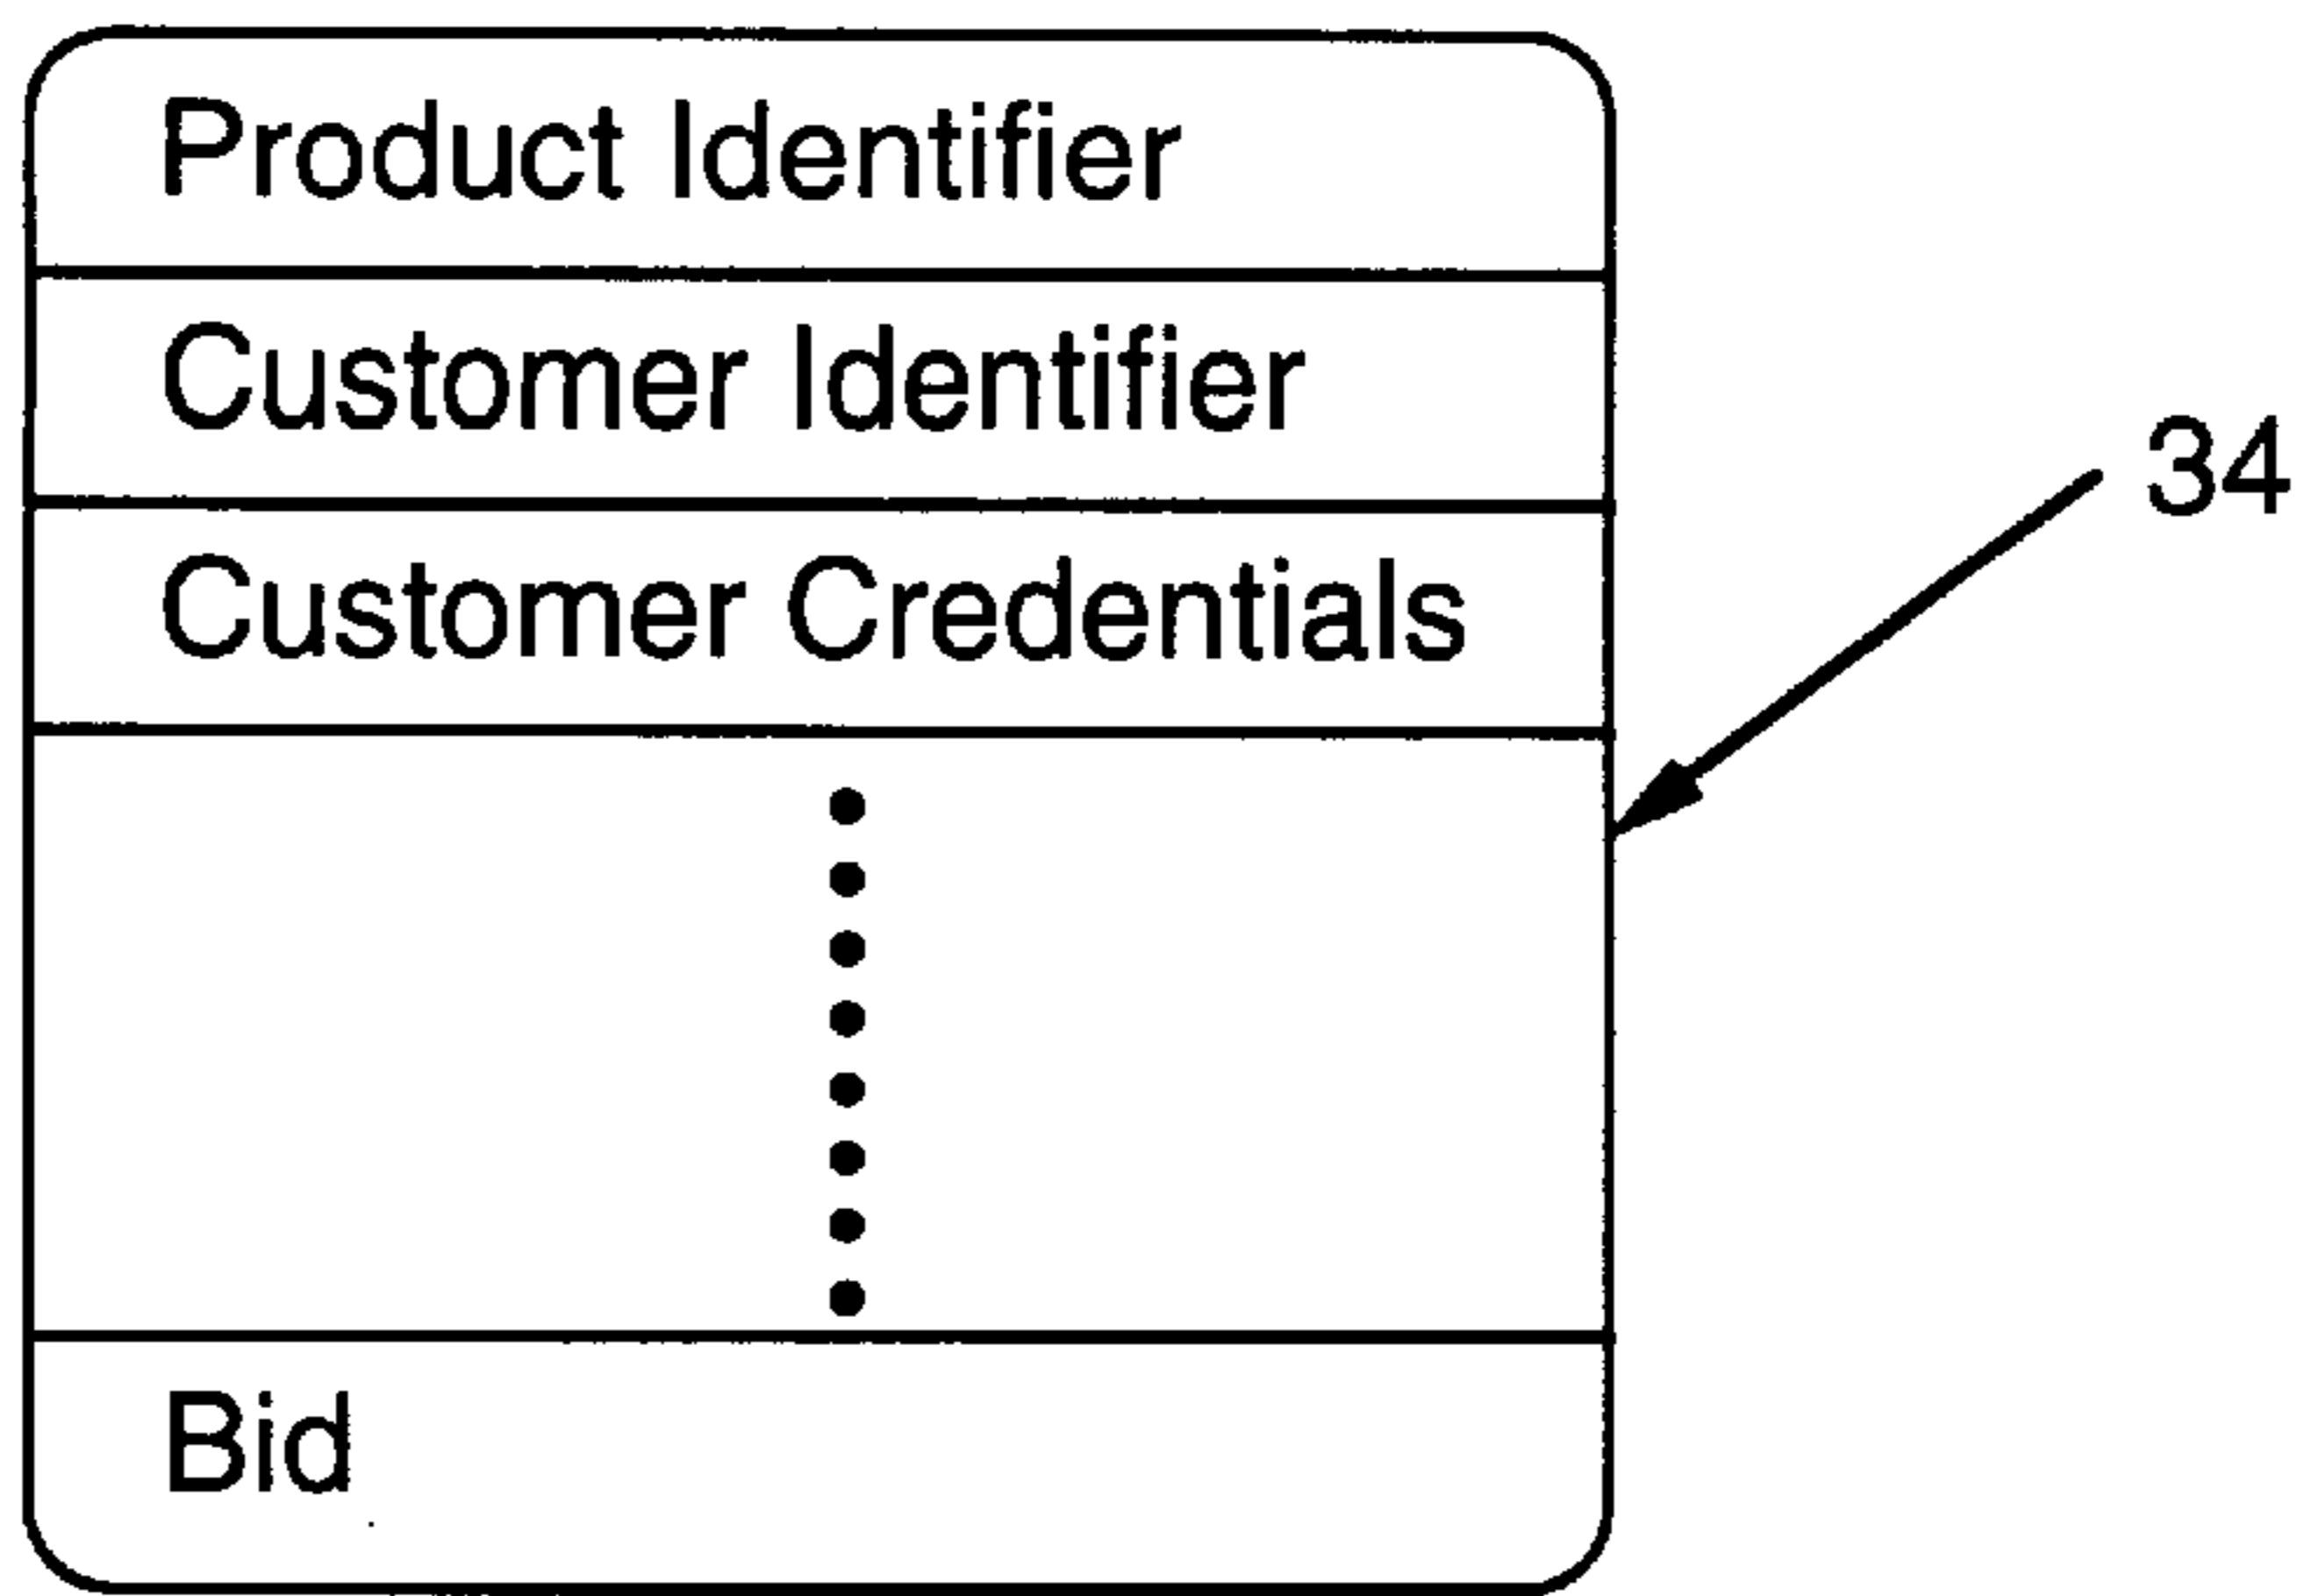 Product Identifier
Customer Identifier
34
Customer Credentials
Bid